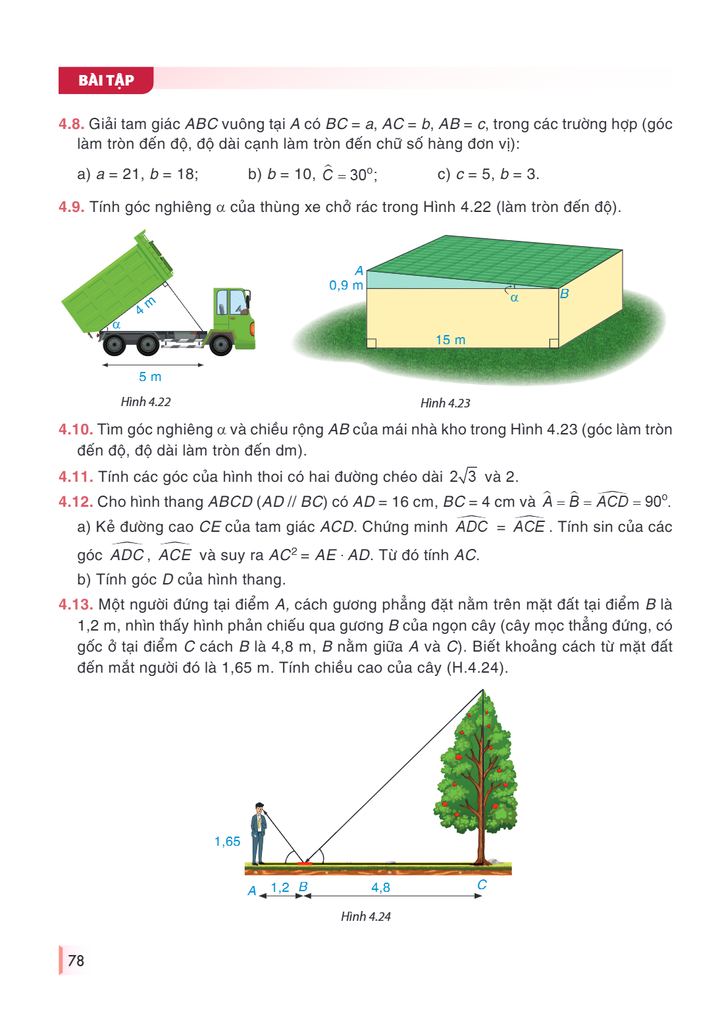 BÀI TẬP
4.8. Giải tam giác ABC vuông tại A có BC = a, AC = b, AB = c, trong các trường hợp (góc
làm tròn đến độ, độ dài cạnh làm tròn đến chữ số hàng đơn vị):
a) a = 21, b = 18; b) b = 10, Ĉ = 30°; c) c = 5, b = 3.
4.9. Tính góc nghiêng α của thùng xe chở rác trong Hình 4.22 (làm tròn đến độ).
4 m
α
5 m
Hình 4.22
A
0,9 m
α
B
15 m
Hình 4.23
4.10. Tìm góc nghiêng α và chiều rộng AB của mái nhà kho trong Hình 4.23 (góc làm tròn
đến độ, độ dài làm tròn đến dm).
4.11. Tính các góc của hình thoi có hai đường chéo dài 2√3 và 2.
4.12. Cho hình thang ABCD (AD // BC) có AD = 16 cm, BC = 4 cm và Â = B̂ = ÂCD = 90°.
a) Kẻ đường cao CE của tam giác ACD. Chứng minh ÂDC = ÂCE. Tính sin của các
góc ÂDC, ÂCE và suy ra AC² = AE · AD. Từ đó tính AC.
b) Tính góc D của hình thang.
4.13. Một người đứng tại điểm A, cách gương phẳng đặt nằm trên mặt đất tại điểm B là
1,2 m, nhìn thấy hình phản chiếu qua gương B của ngọn cây (cây mọc thẳng đứng, có
gốc ở tại điểm C cách B là 4,8 m, B nằm giữa A và C). Biết khoảng cách từ mặt đất
đến mắt người đó là 1,65 m. Tính chiều cao của cây (H.4.24).
1,65
A 1,2 B 4,8 C
Hình 4.24
78